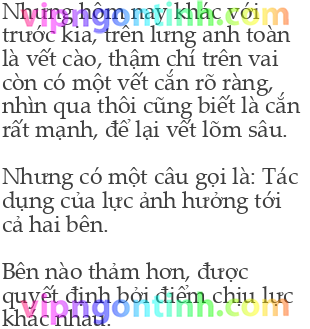 Nhưng hôm nay khác với
vipngontinh.com
trước kia, trên lưng anh toàn
là vết cào, thậm chí trên vai
còn có một vết cắn rõ ràng,
nhìn qua thôi cũng biết là cắn
rất mạnh, để lại vết lõm sâu.
Nhưng có một câu gọi là: Tác
dụng của lực ảnh hưởng tới
cả hai bên.
Bên nào thảm hơn, được
quyết định bởi điểm chịu lực
vipngontinh.com
khác nhau.